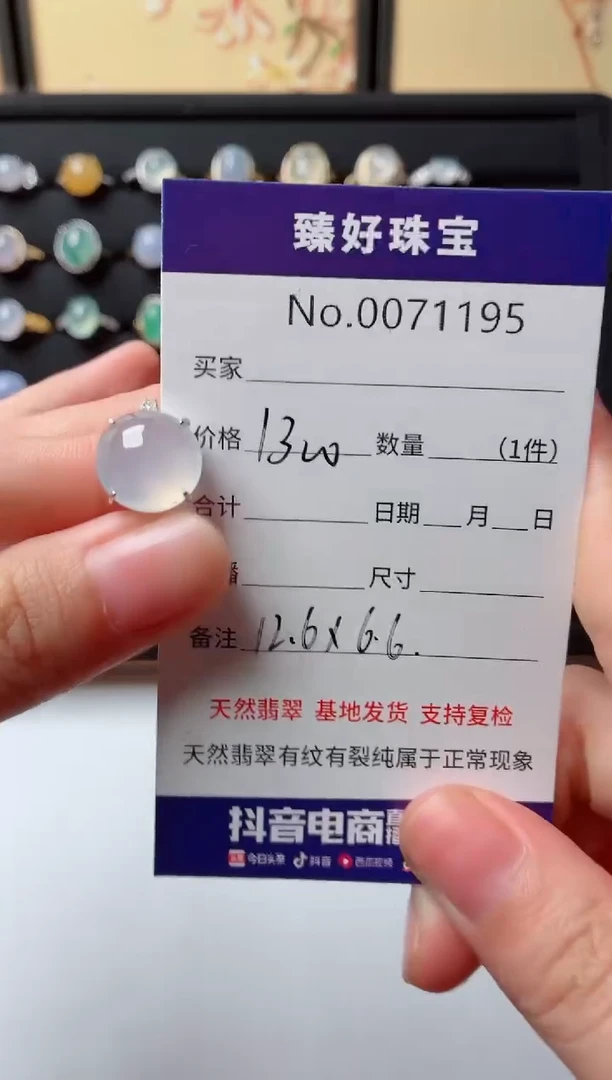 臻好珠宝
No.0071195
买家
价格 1300 数量 (1件)
合计 日期 月 日
播 尺寸
备注 12.6x6.6.
天然翡翠 基地发货 支持复检
天然翡翠有纹有裂纯属于正常现象
抖音电商直播
今日头条 抖音 西瓜视频